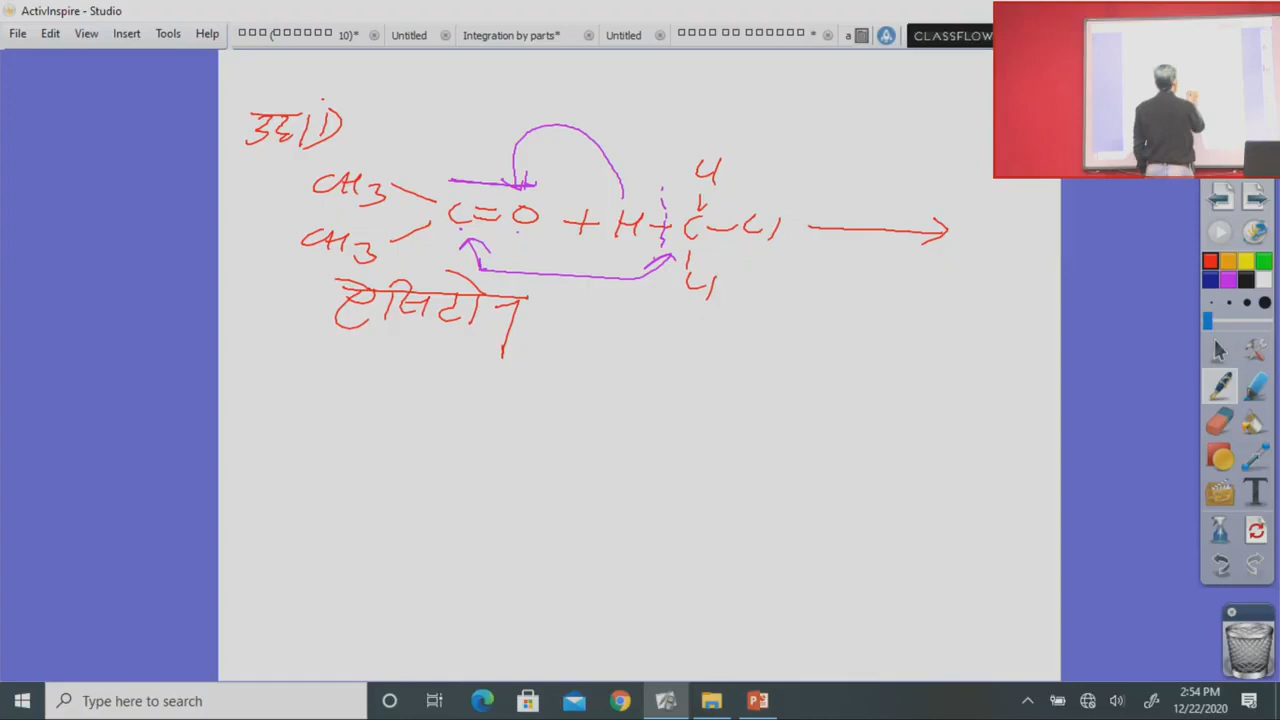 ActivInspire - Studio
File Edit View Insert Tools Help
10)* Untitled Integration by parts* Untitled * a CLASSFLOW
CH3
CH3
C = O + H - C - Cl
Cl
Cl
एसिटोन
Type here to search
2:54 PM
12/22/2020